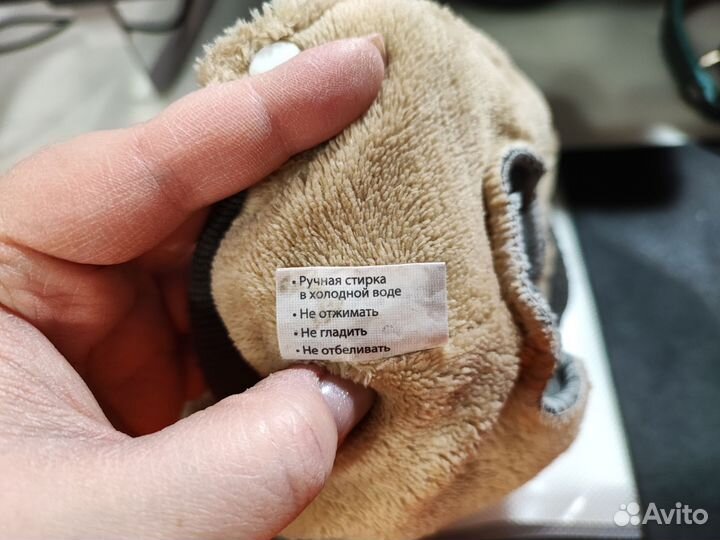 • Ручная стирка
в холодной воде
• Не отжимать
• Не гладить
• Не отбеливать
Avito